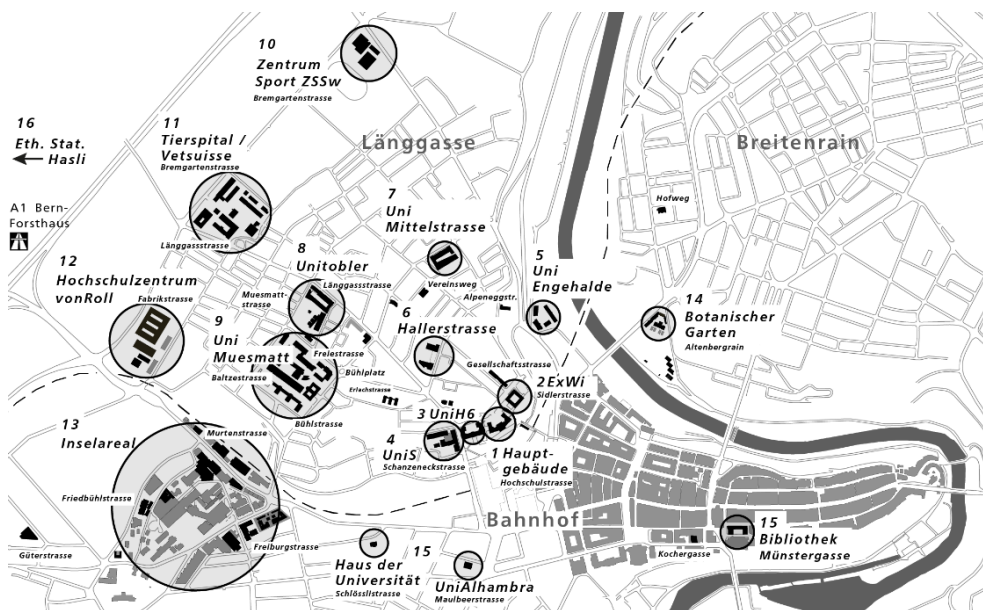 10
Zentrum
Sport ZSSw
Bremgartenstrasse
16
Eth. Stat.
Hasli
11
Tierspital /
Vetsuisse
Bremgartenstrasse
Länggasse
Breitenrain
A1 Bern-
Forsthaus
Länggassstrasse
7
Uni
Mittelstrasse
Vereinsweg
Hofweg
8
Unitobler
Länggassstrasse
Muesmatt-
strasse
5
Uni
Engehalde
Alpeneggstr.
12
Hochschulzentrum
vonRoll
Fabrikstrasse
14
Botanischer
Garten
Altenbergrain
6
Hallerstrasse
9
Uni
Muesmatt
Baltzestrasse
Freiestrasse
Bühlplatz
Bühlstrasse
Erlachstrasse
Gesellschaftsstrasse
2 ExWi
Sidlerstrasse
3 UniH6
4
UniS
Schanzeneckstrasse
1 Haupt-
gebäude
Hochschulstrasse
13
Inselareal
Murtenstrasse
Friedbühlstrasse
Freiburgstrasse
Güterstrasse
Bahnhof
Haus der
Universität
Schlösslistrasse
15
UniAlhambra
Maulbeerstrasse
Kochergasse
15
Bibliothek
Münstergasse